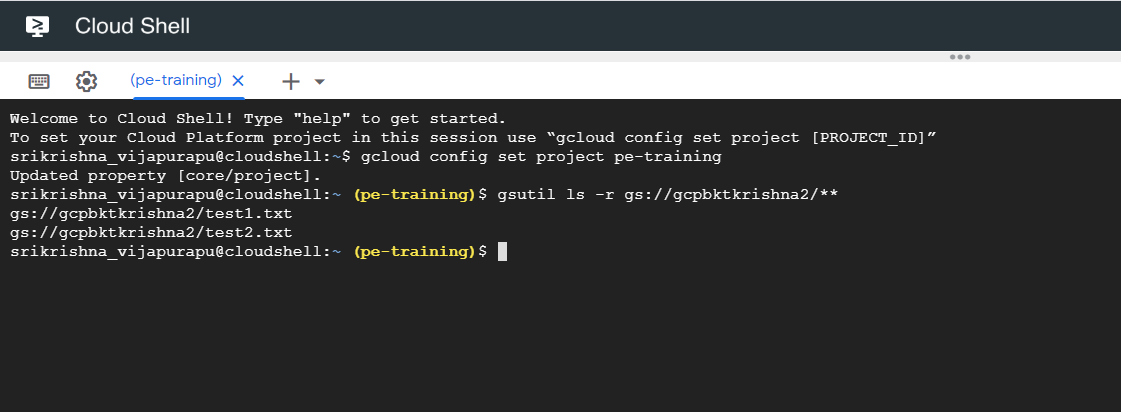 Cloud Shell
(pe-training)
Welcome to Cloud Shell! Type "help" to get started.
To set your Cloud Platform project in this session use “gcloud config set project [PROJECT_ID]”
srikrishna_vijapurapu@cloudshell:~$ gcloud config set project pe-training
Updated property [core/project].
srikrishna_vijapurapu@cloudshell:~ (pe-training)$ gsutil ls -r gs://gcpbktkrishna2/**
gs://gcpbktkrishna2/test1.txt
gs://gcpbktkrishna2/test2.txt
srikrishna_vijapurapu@cloudshell:~ (pe-training)$